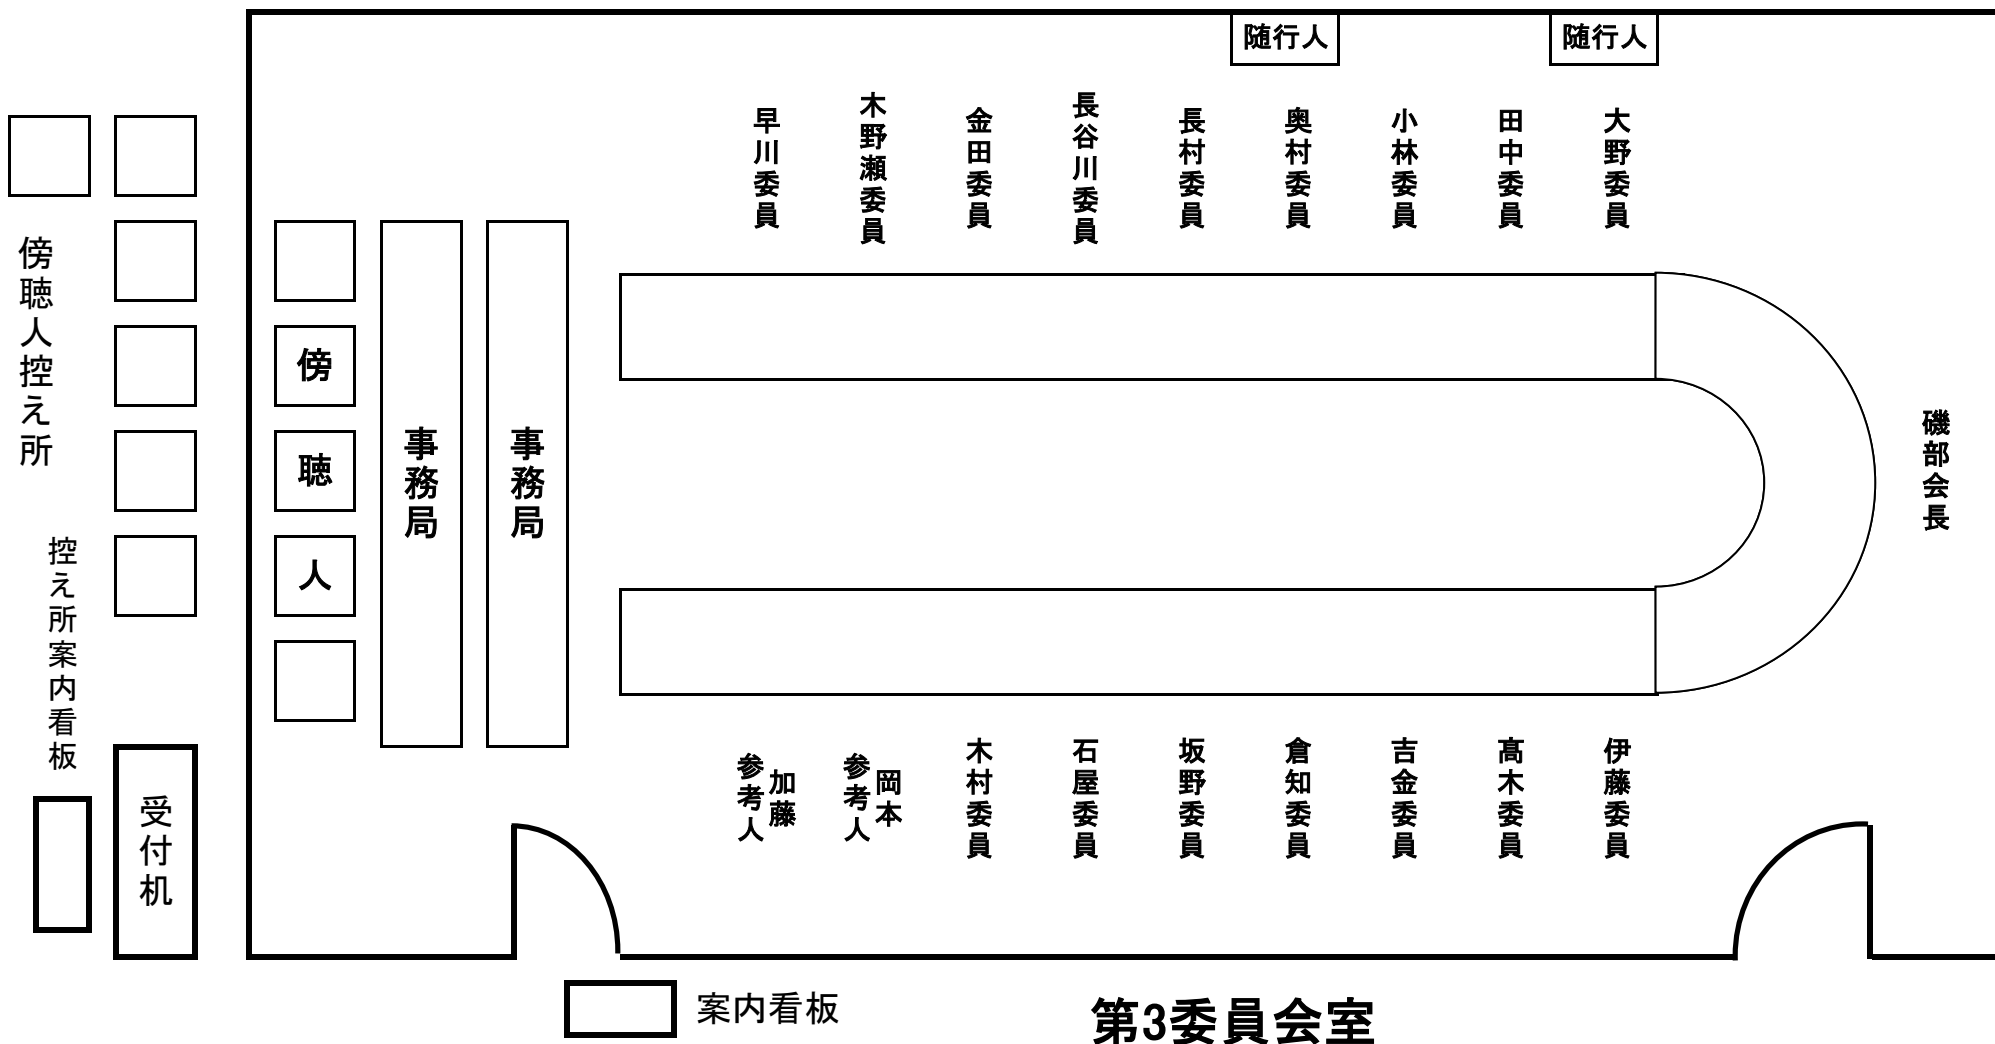 随行人
随行人
早川委員
木野瀬委員
金田委員
長谷川委員
長村委員
奥村委員
小林委員
田中委員
大野委員
傍聴人控え所
傍
聴
人
事務局
事務局
磯部会長
控え所案内看板
受付机
参考人
加藤
参考人
岡本
木村委員
石屋委員
坂野委員
倉知委員
吉金委員
髙木委員
伊藤委員
案内看板
第3委員会室